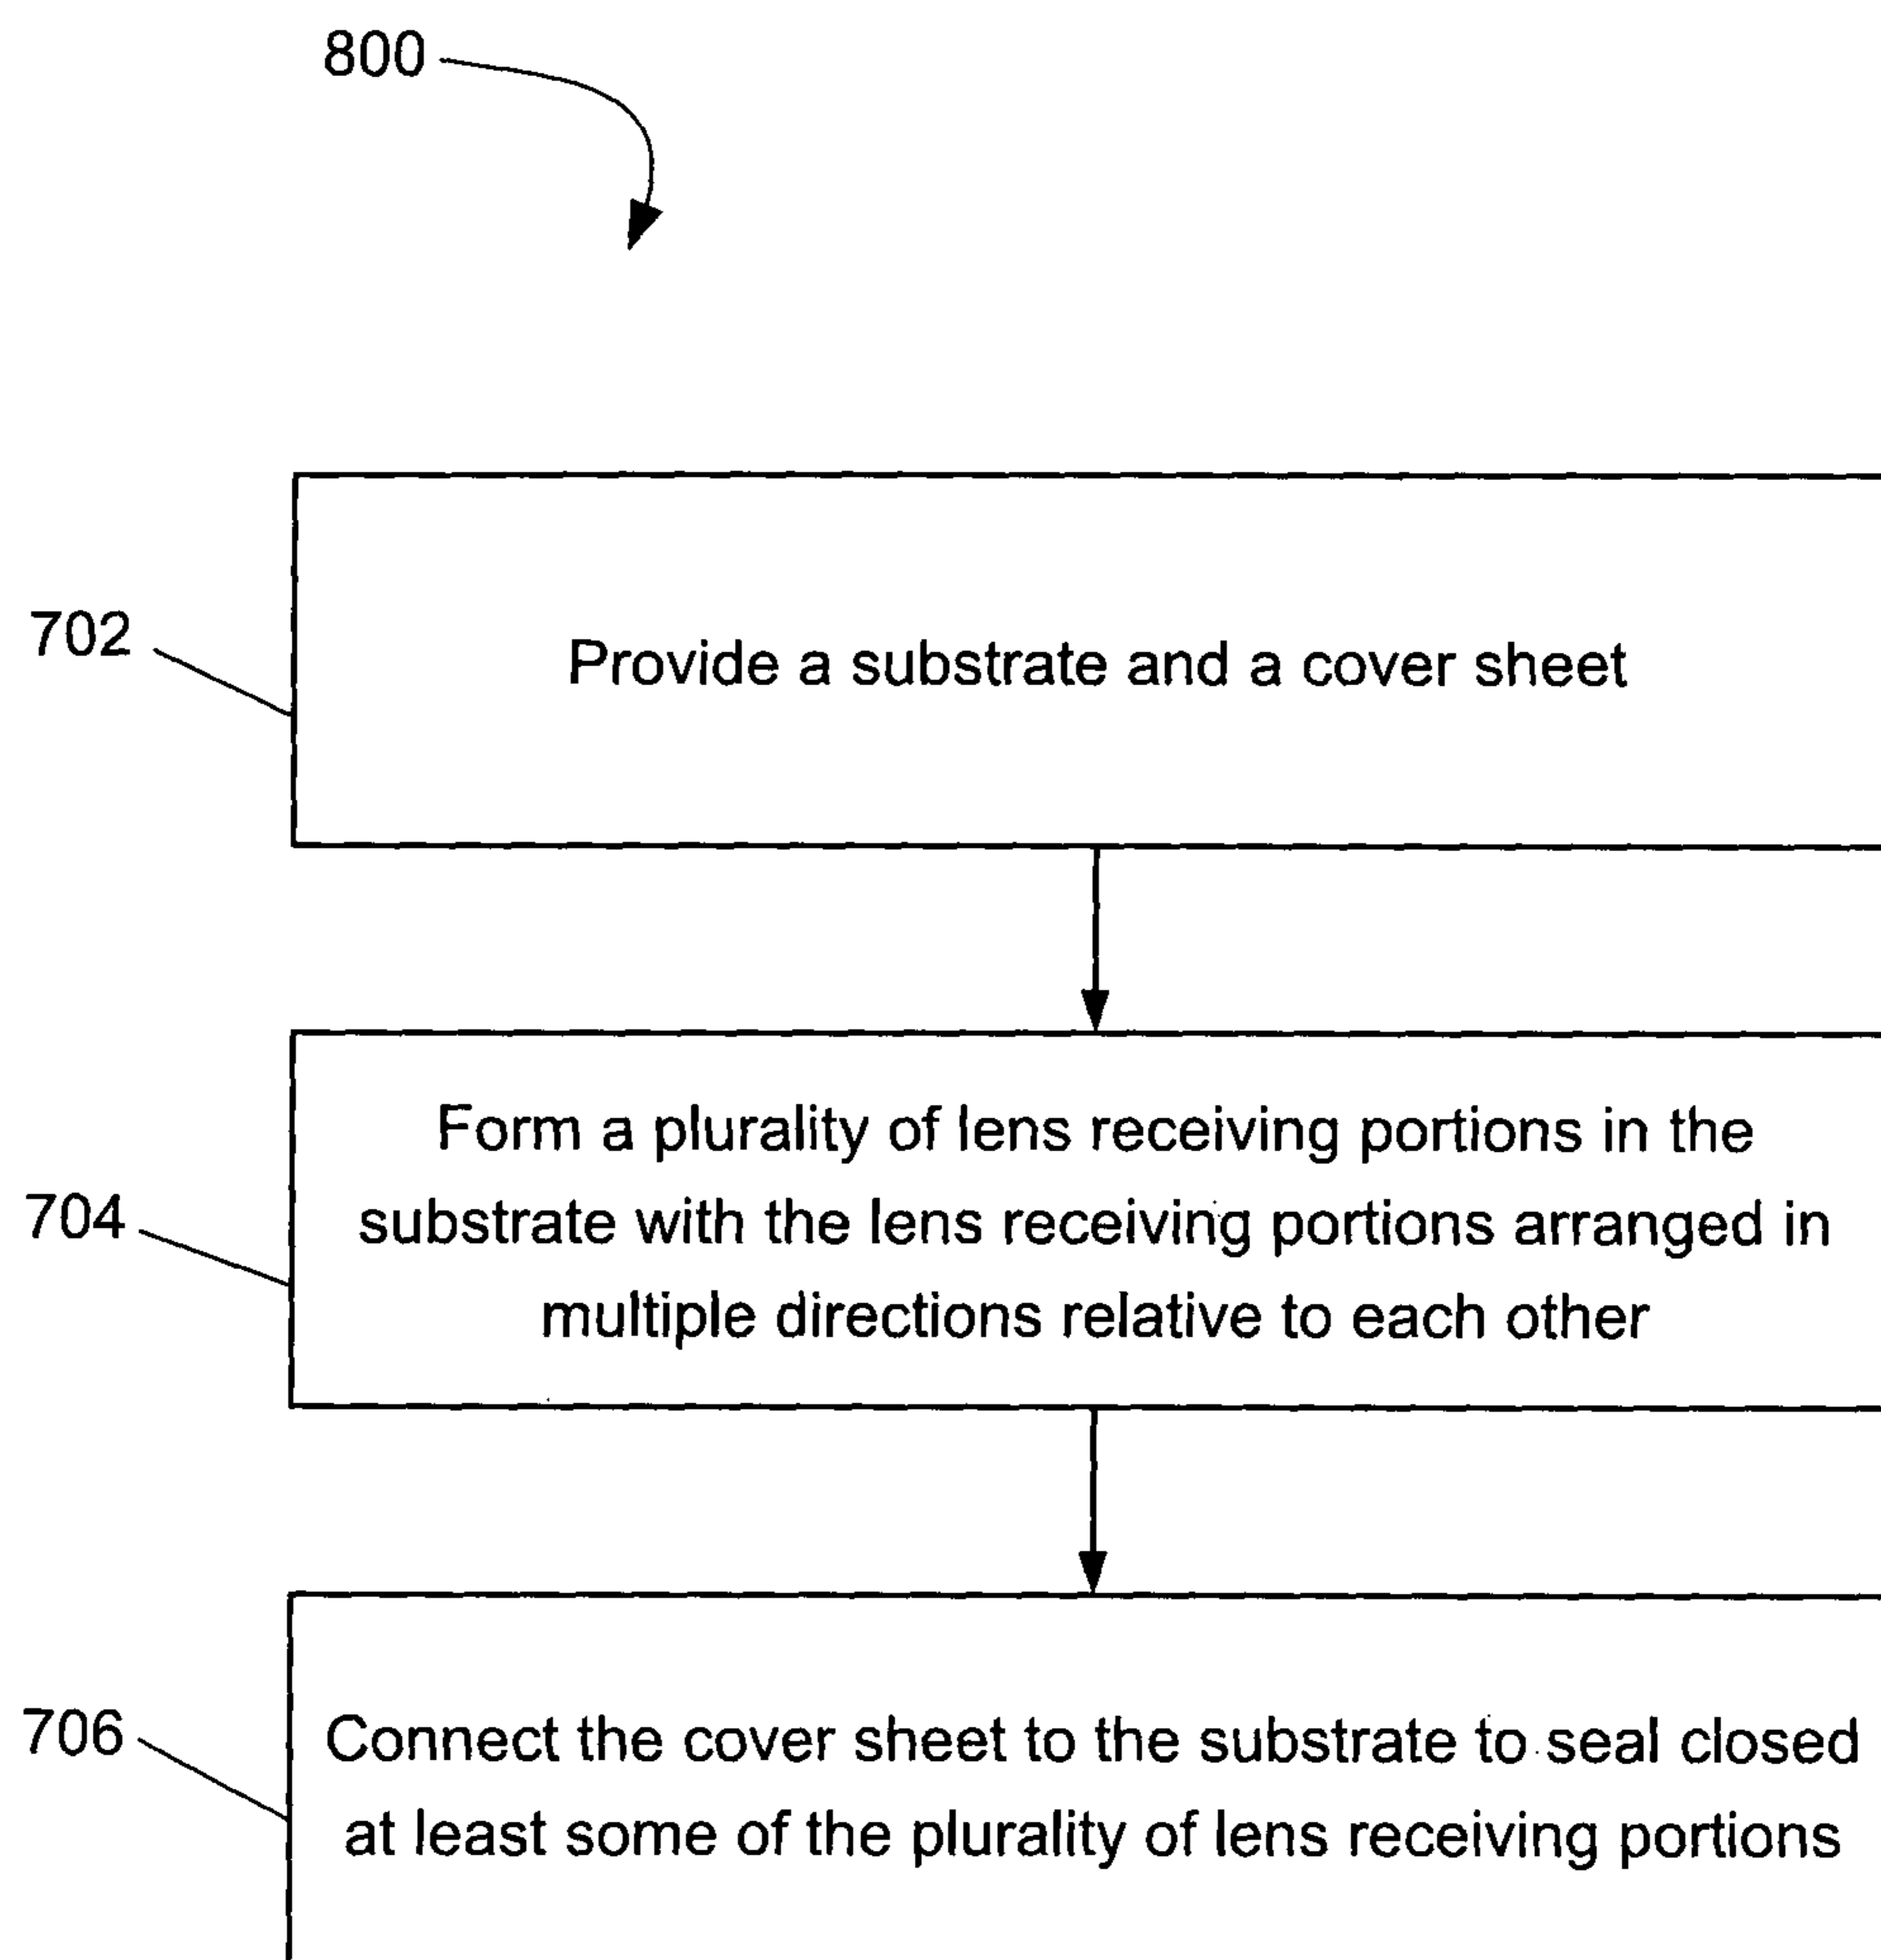 800
702
Provide a substrate and a cover sheet
704
Form a plurality of lens receiving portions in the
substrate with the lens receiving portions arranged in
multiple directions relative to each other
706
Connect the cover sheet to the substrate to seal closed
at least some of the plurality of lens receiving portions